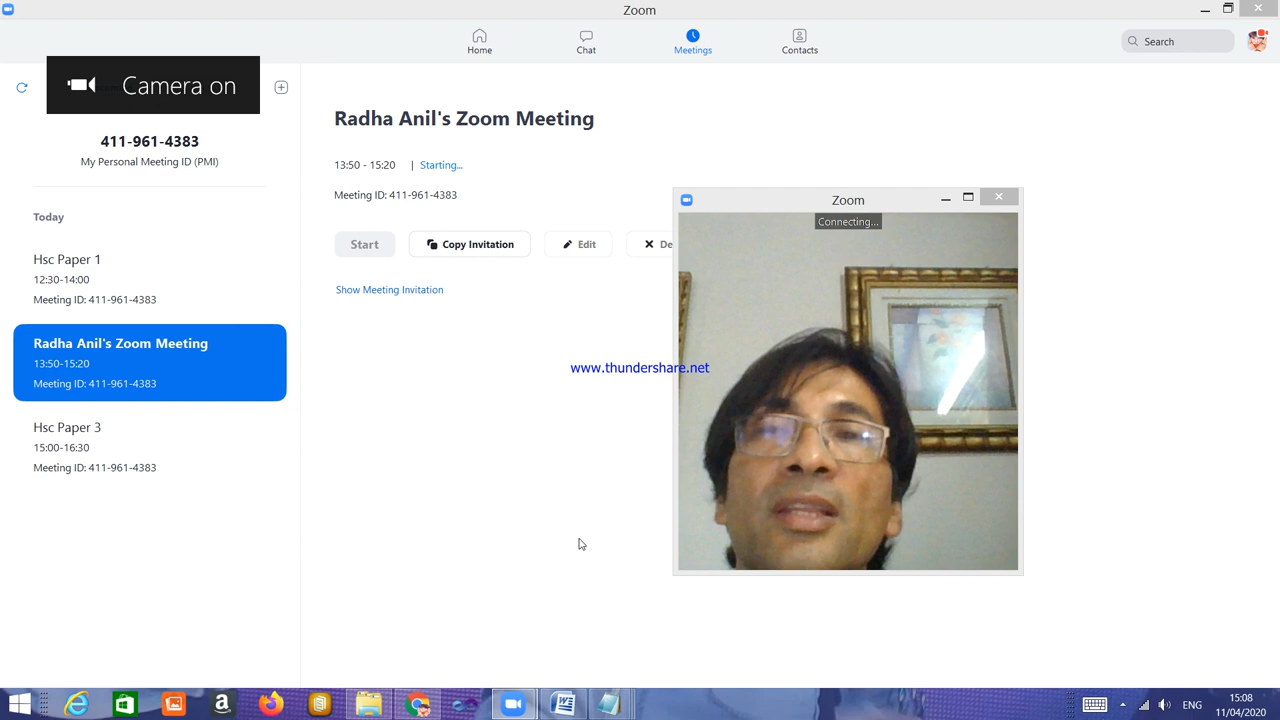 Zoom
Home
Chat
Meetings
Contacts
Search
Camera on
411-961-4383
My Personal Meeting ID (PMI)
Today
Hsc Paper 1
12:30-14:00
Meeting ID: 411-961-4383
Radha Anil's Zoom Meeting
13:50-15:20
Meeting ID: 411-961-4383
Hsc Paper 3
15:00-16:30
Meeting ID: 411-961-4383
Radha Anil's Zoom Meeting
13:50 - 15:20 | Starting...
Meeting ID: 411-961-4383
Start
Copy Invitation
Edit
De
Show Meeting Invitation
Zoom
Connecting...
www.thundershare.net
ENG
15:08
11/04/2020